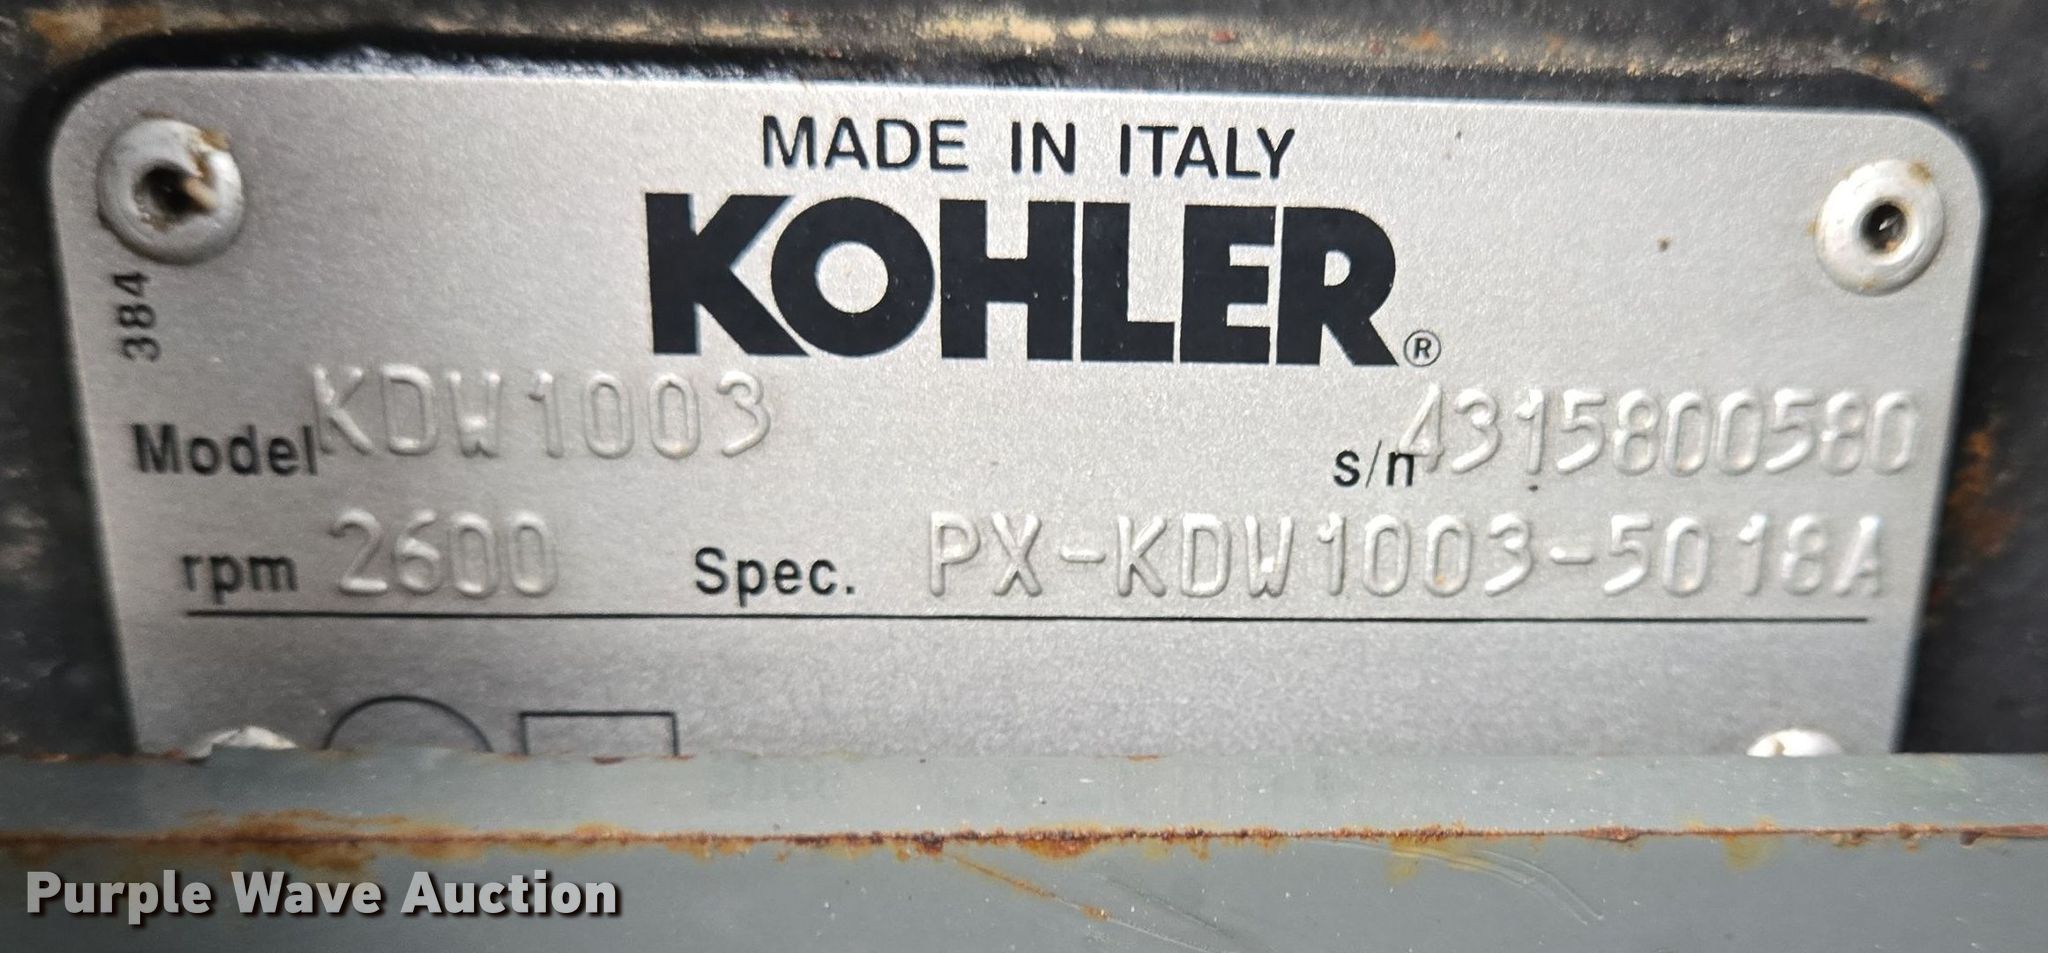 MADE IN ITALY
KOHLER®
384
Model KDW1003
s/n 4315800580
rpm 2600 Spec. PX-KDW1003-5018A
Purple Wave Auction